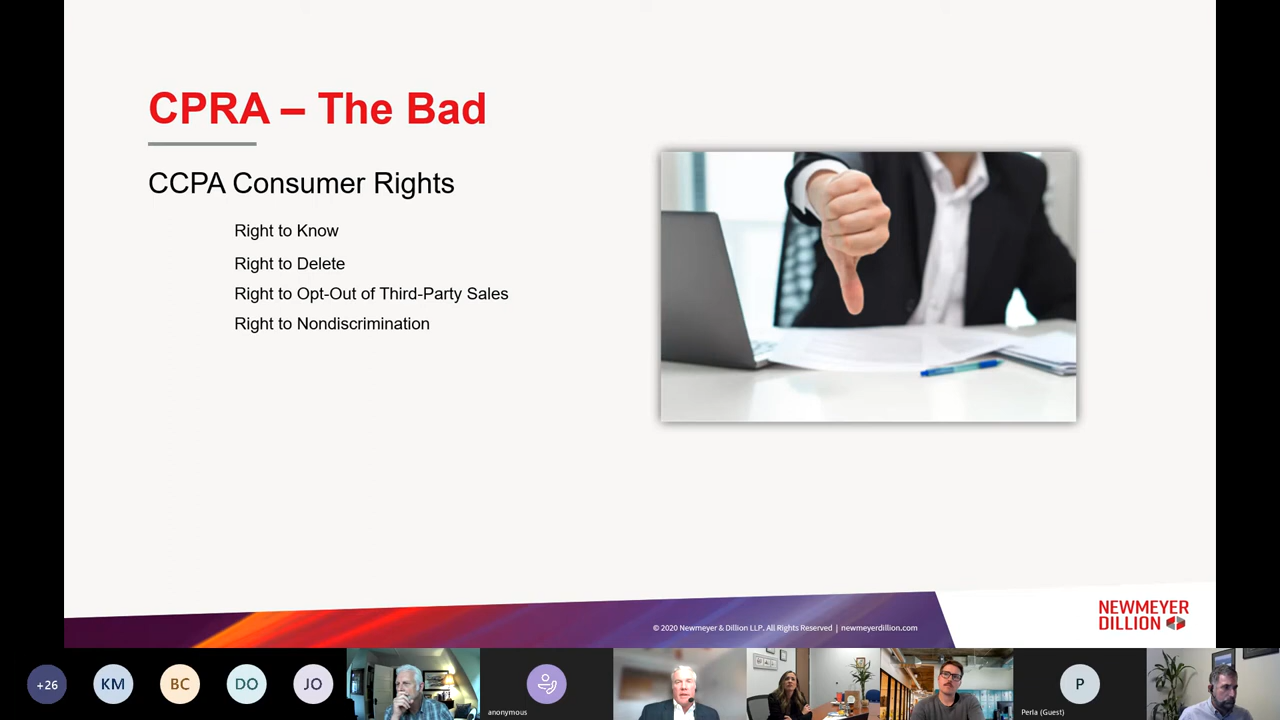 CPRA – The Bad
CCPA Consumer Rights
Right to Know
Right to Delete
Right to Opt-Out of Third-Party Sales
Right to Nondiscrimination
© 2020 Newmeyer & Dillion LLP. All Rights Reserved | newmeyerdillion.com
NEWMEYER
DILLION
+26
KM
BC
DO
JO
anonymous
P
Perla (Guest)